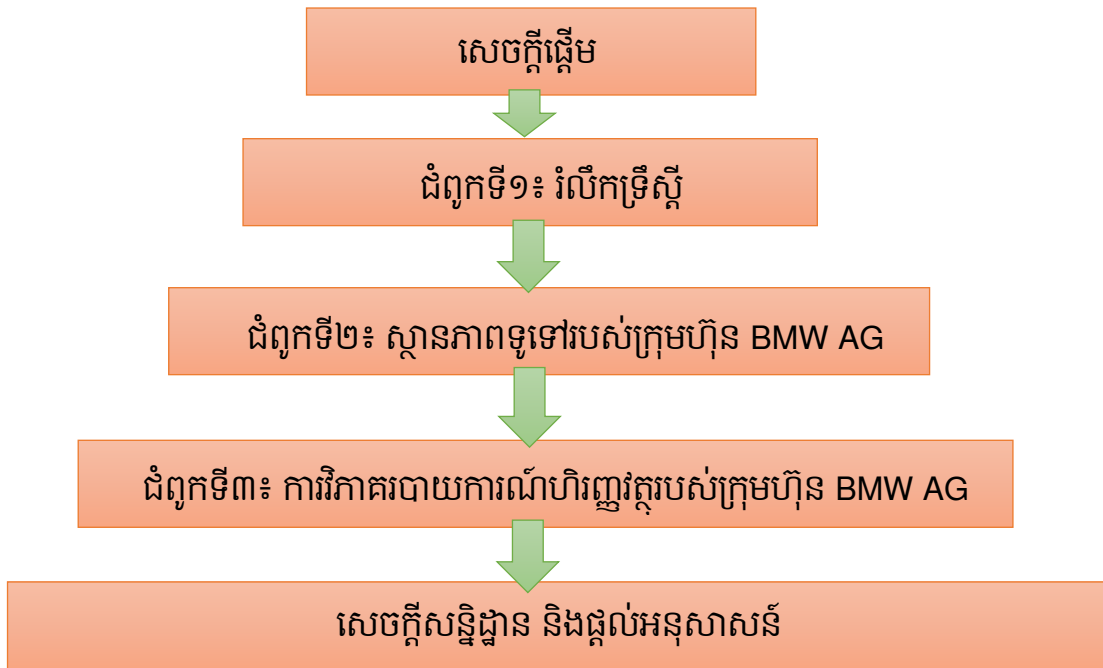 សេចក្តីផ្តើម
ជំពូកទី១៖ រំលឹកទ្រឹស្តី
ជំពូកទី២៖ ស្ថានភាពទូទៅរបស់ក្រុមហ៊ុន BMW AG
ជំពូកទី៣៖ ការវិភាគរបាយការណ៍ហិរញ្ញវត្ថុរបស់ក្រុមហ៊ុន BMW AG
សេចក្តីសន្និដ្ឋាន និងផ្តល់អនុសាសន៍